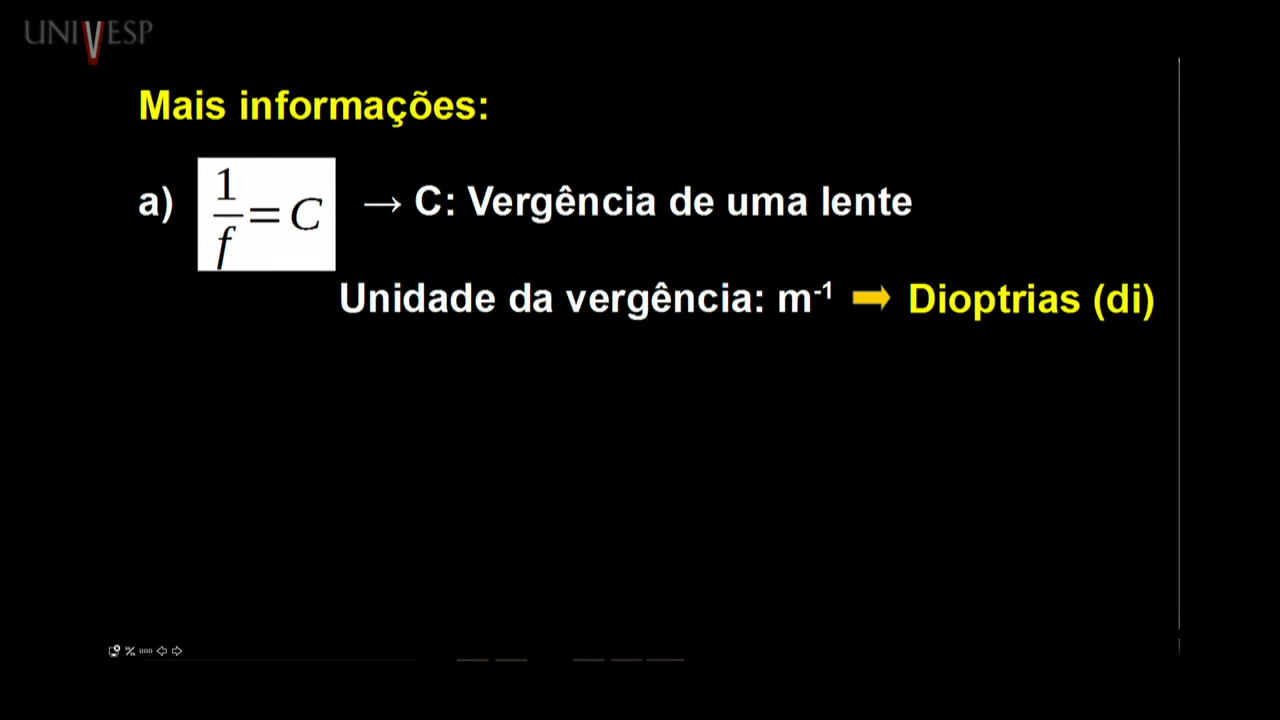 UNIVESP
Mais informações:
a) 1/f = C → C: Vergência de uma lente
Unidade da vergência: m⁻¹ ➡ Dioptrias (di)